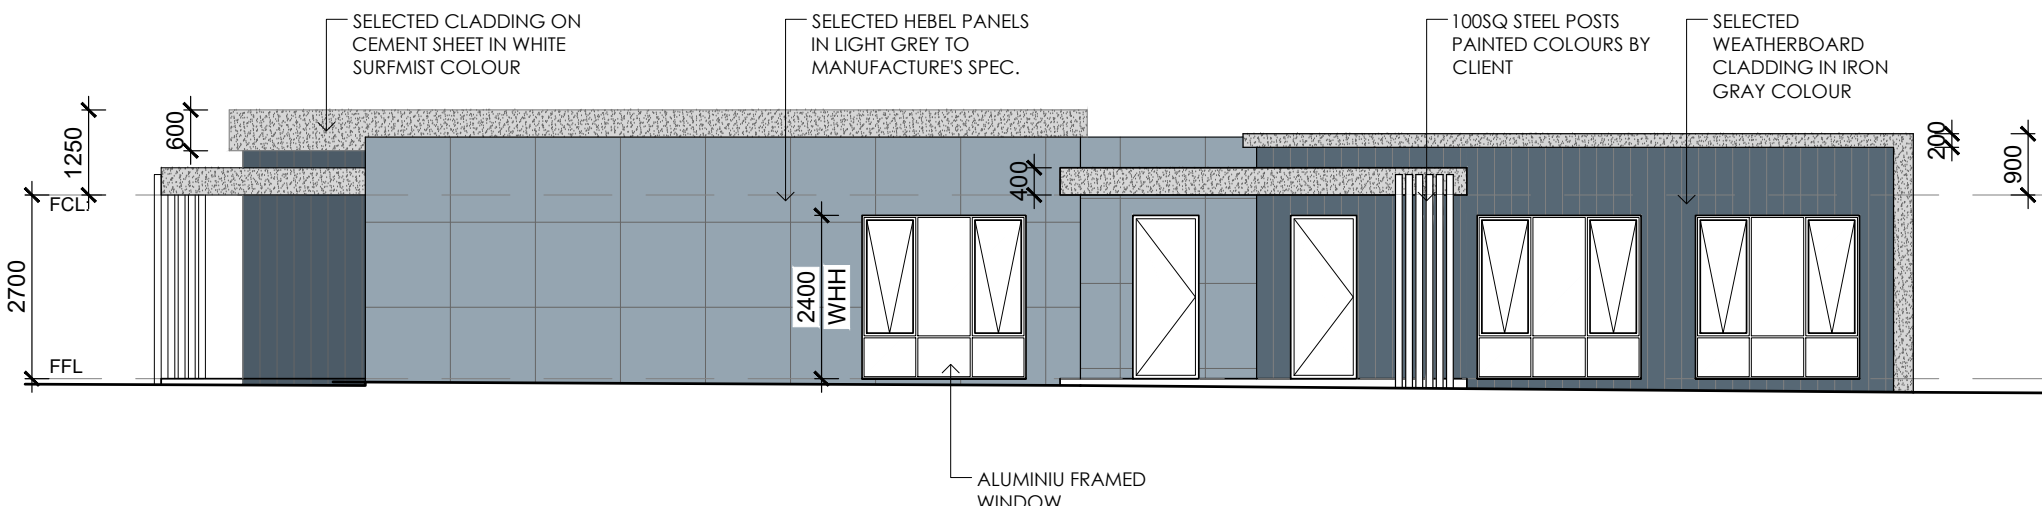 SELECTED CLADDING ON
CEMENT SHEET IN WHITE
SURFMIST COLOUR
SELECTED HEBEL PANELS
IN LIGHT GREY TO
MANUFACTURE'S SPEC.
100SQ STEEL POSTS
PAINTED COLOURS BY
CLIENT
SELECTED
WEATHERBOARD
CLADDING IN IRON
GRAY COLOUR
1250
600
200
900
400
FCL
2700
2400
WHH
FFL
ALUMINIU FRAMED
WINDOW